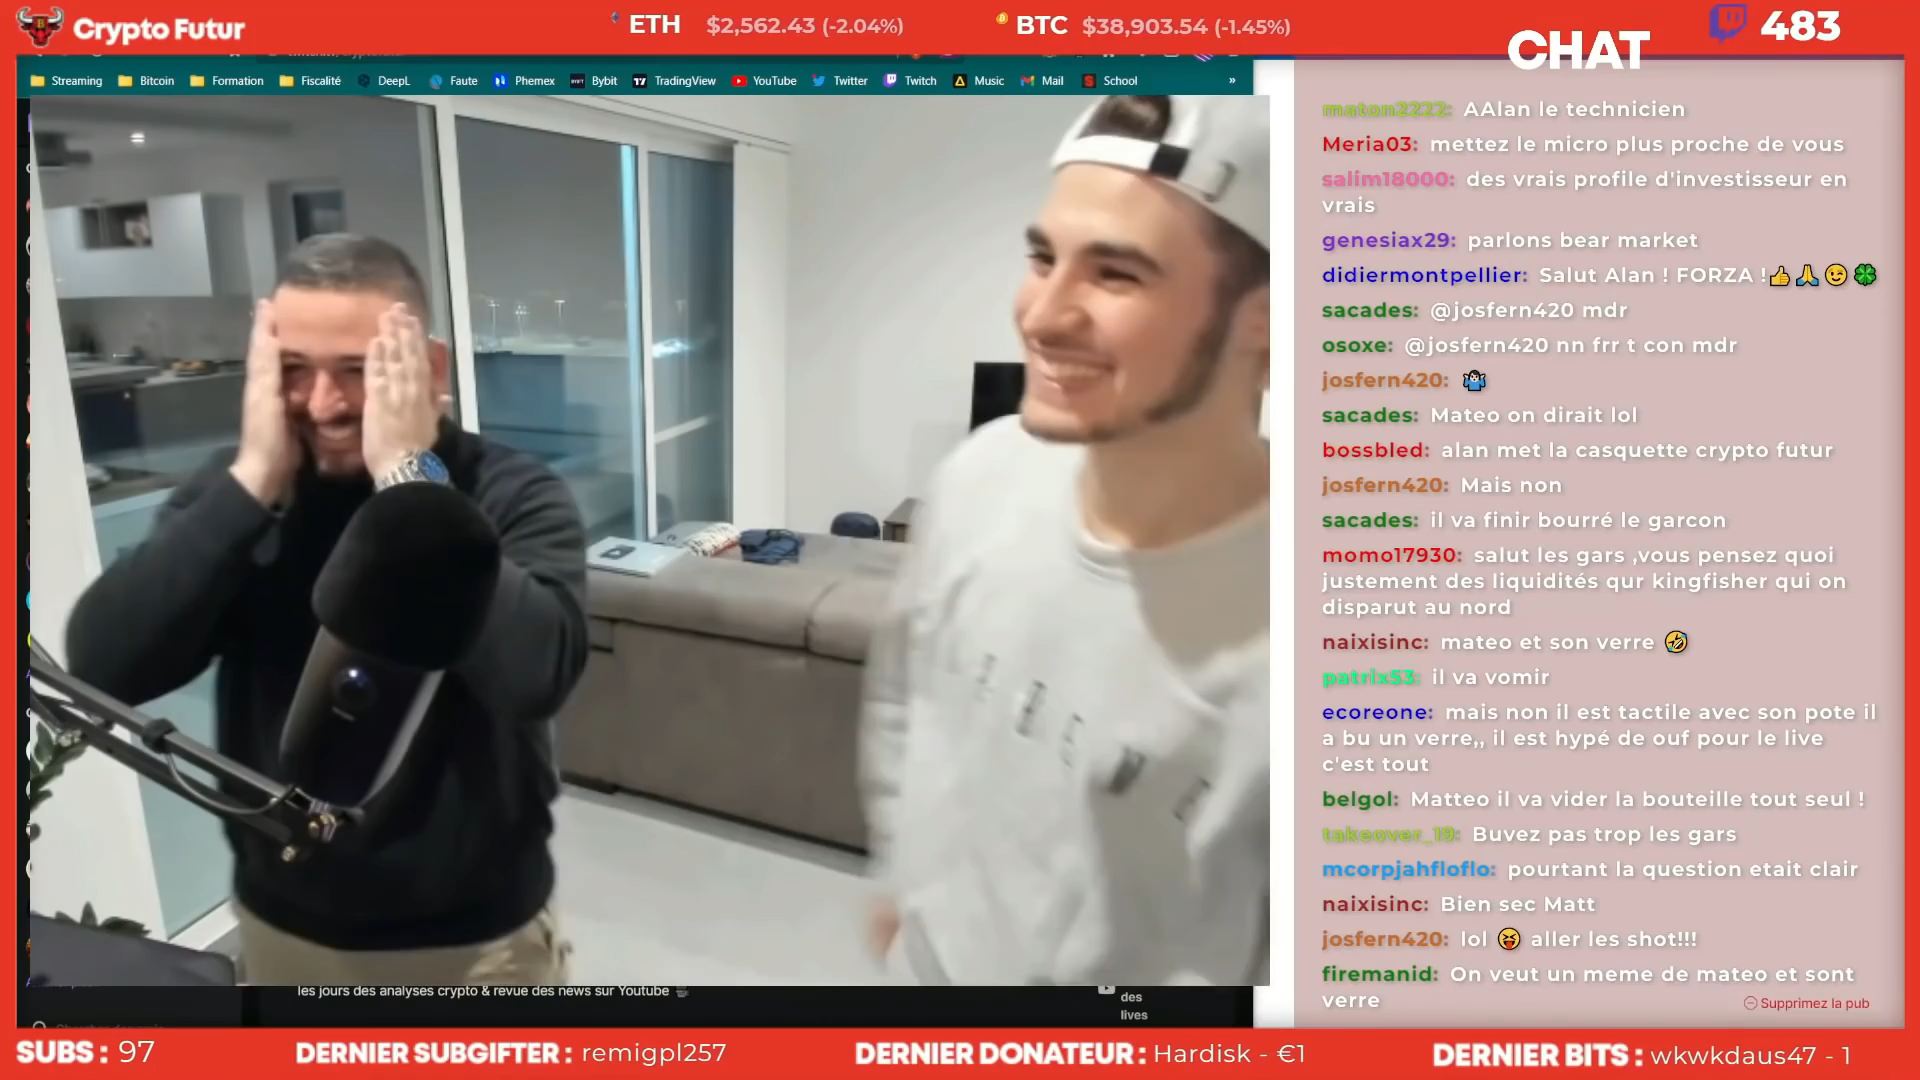 Crypto Futur
ETH $2,562.43 (-2.04%)
BTC $38,903.54 (-1.45%)
CHAT
483
Streaming Bitcoin Formation Fiscalité DeepL Faute Phemex Bybit TradingView YouTube Twitter Twitch Music Mail School »
maton2222: AAlan le technicien
Meria03: mettez le micro plus proche de vous
salim18000: des vrais profile d'investisseur en
vrais
genesiax29: parlons bear market
didiermontpellier: Salut Alan ! FORZA !👍🙏😉🍀
sacades: @josfern420 mdr
osoxe: @josfern420 nn frr t con mdr
josfern420: 🤷
sacades: Mateo on dirait lol
bossbled: alan met la casquette crypto futur
josfern420: Mais non
sacades: il va finir bourré le garcon
momo17930: salut les gars ,vous pensez quoi
justement des liquidités qur kingfisher qui on
disparut au nord
naixisinc: mateo et son verre 🤣
patrix53: il va vomir
ecoreone: mais non il est tactile avec son pote il
a bu un verre,, il est hypé de ouf pour le live
c'est tout
belgol: Matteo il va vider la bouteille tout seul !
takeover_19: Buvez pas trop les gars
mcorpjahfloflo: pourtant la question etait clair
naixisinc: Bien sec Matt
josfern420: lol 😝 aller les shot!!!
firemanid: On veut un meme de mateo et sont
verre
Supprimez la pub
les jours des analyses crypto & revue des news sur Youtube
des
lives
SUBS : 97
DERNIER SUBGIFTER : remigpl257
DERNIER DONATEUR : Hardisk - €1
DERNIER BITS : wkwkdaus47 - 1